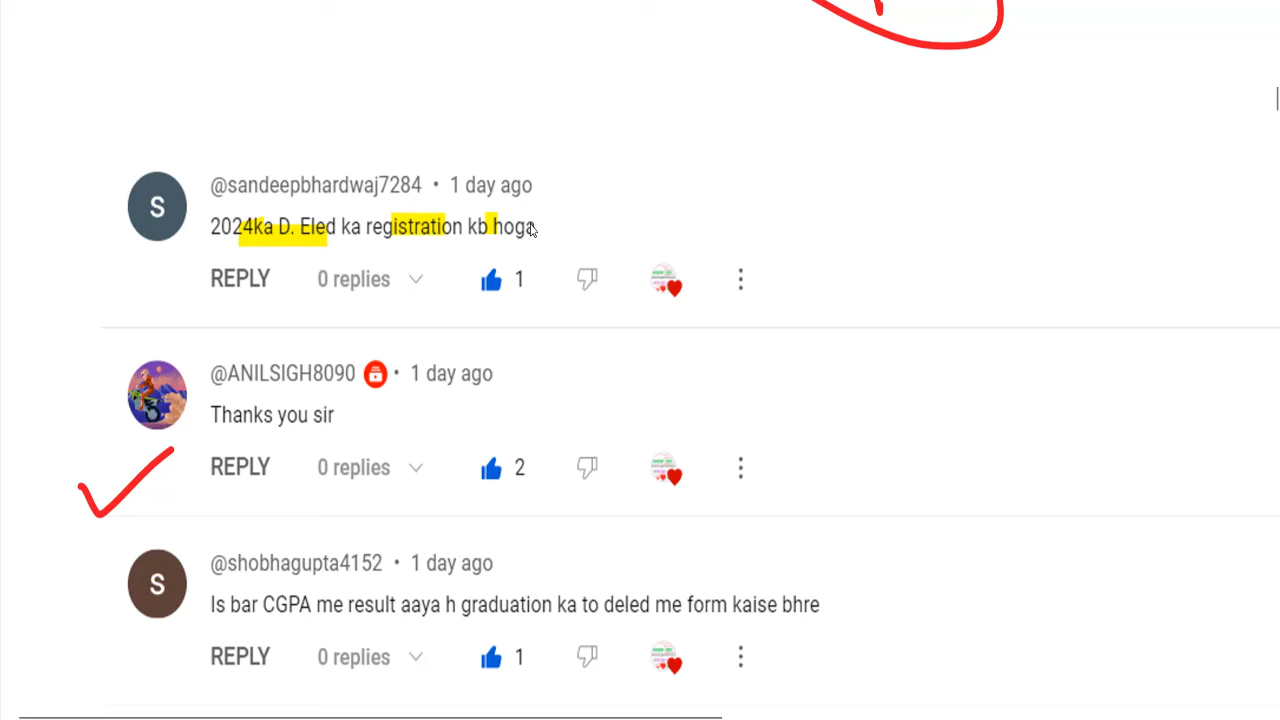 @sandeepbhardwaj7284 • 1 day ago
2024ka D. Eled ka registration kb hoga
REPLY 0 replies 1
@ANILSIGH8090 • 1 day ago
Thanks you sir
REPLY 0 replies 2
@shobhagupta4152 • 1 day ago
Is bar CGPA me result aaya h graduation ka to deled me form kaise bhre
REPLY 0 replies 1